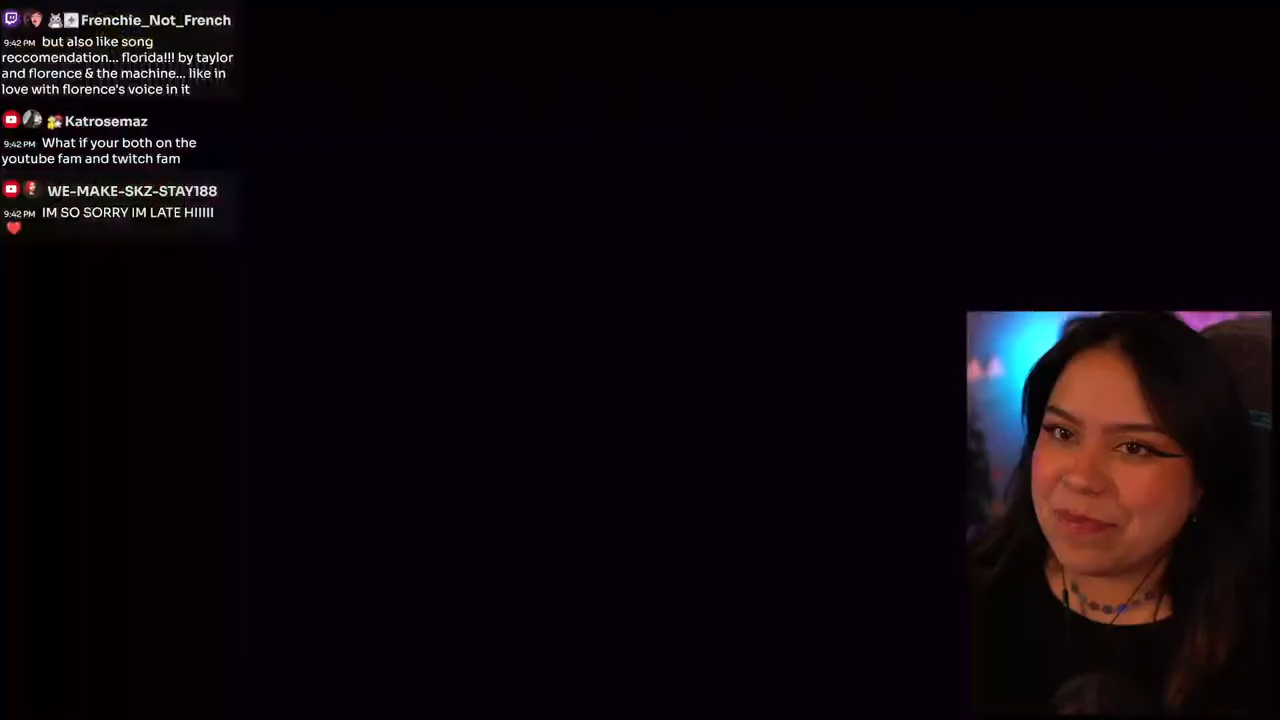 Frenchie_Not_French
9:42 PM but also like song
reccomendation... florida!!! by taylor
and florence & the machine... like in
love with florence's voice in it
Katrosemaz
9:42 PM What if your both on the
youtube fam and twitch fam
WE-MAKE-SKZ-STAY188
9:42 PM IM SO SORRY IM LATE HIIIII
❤️